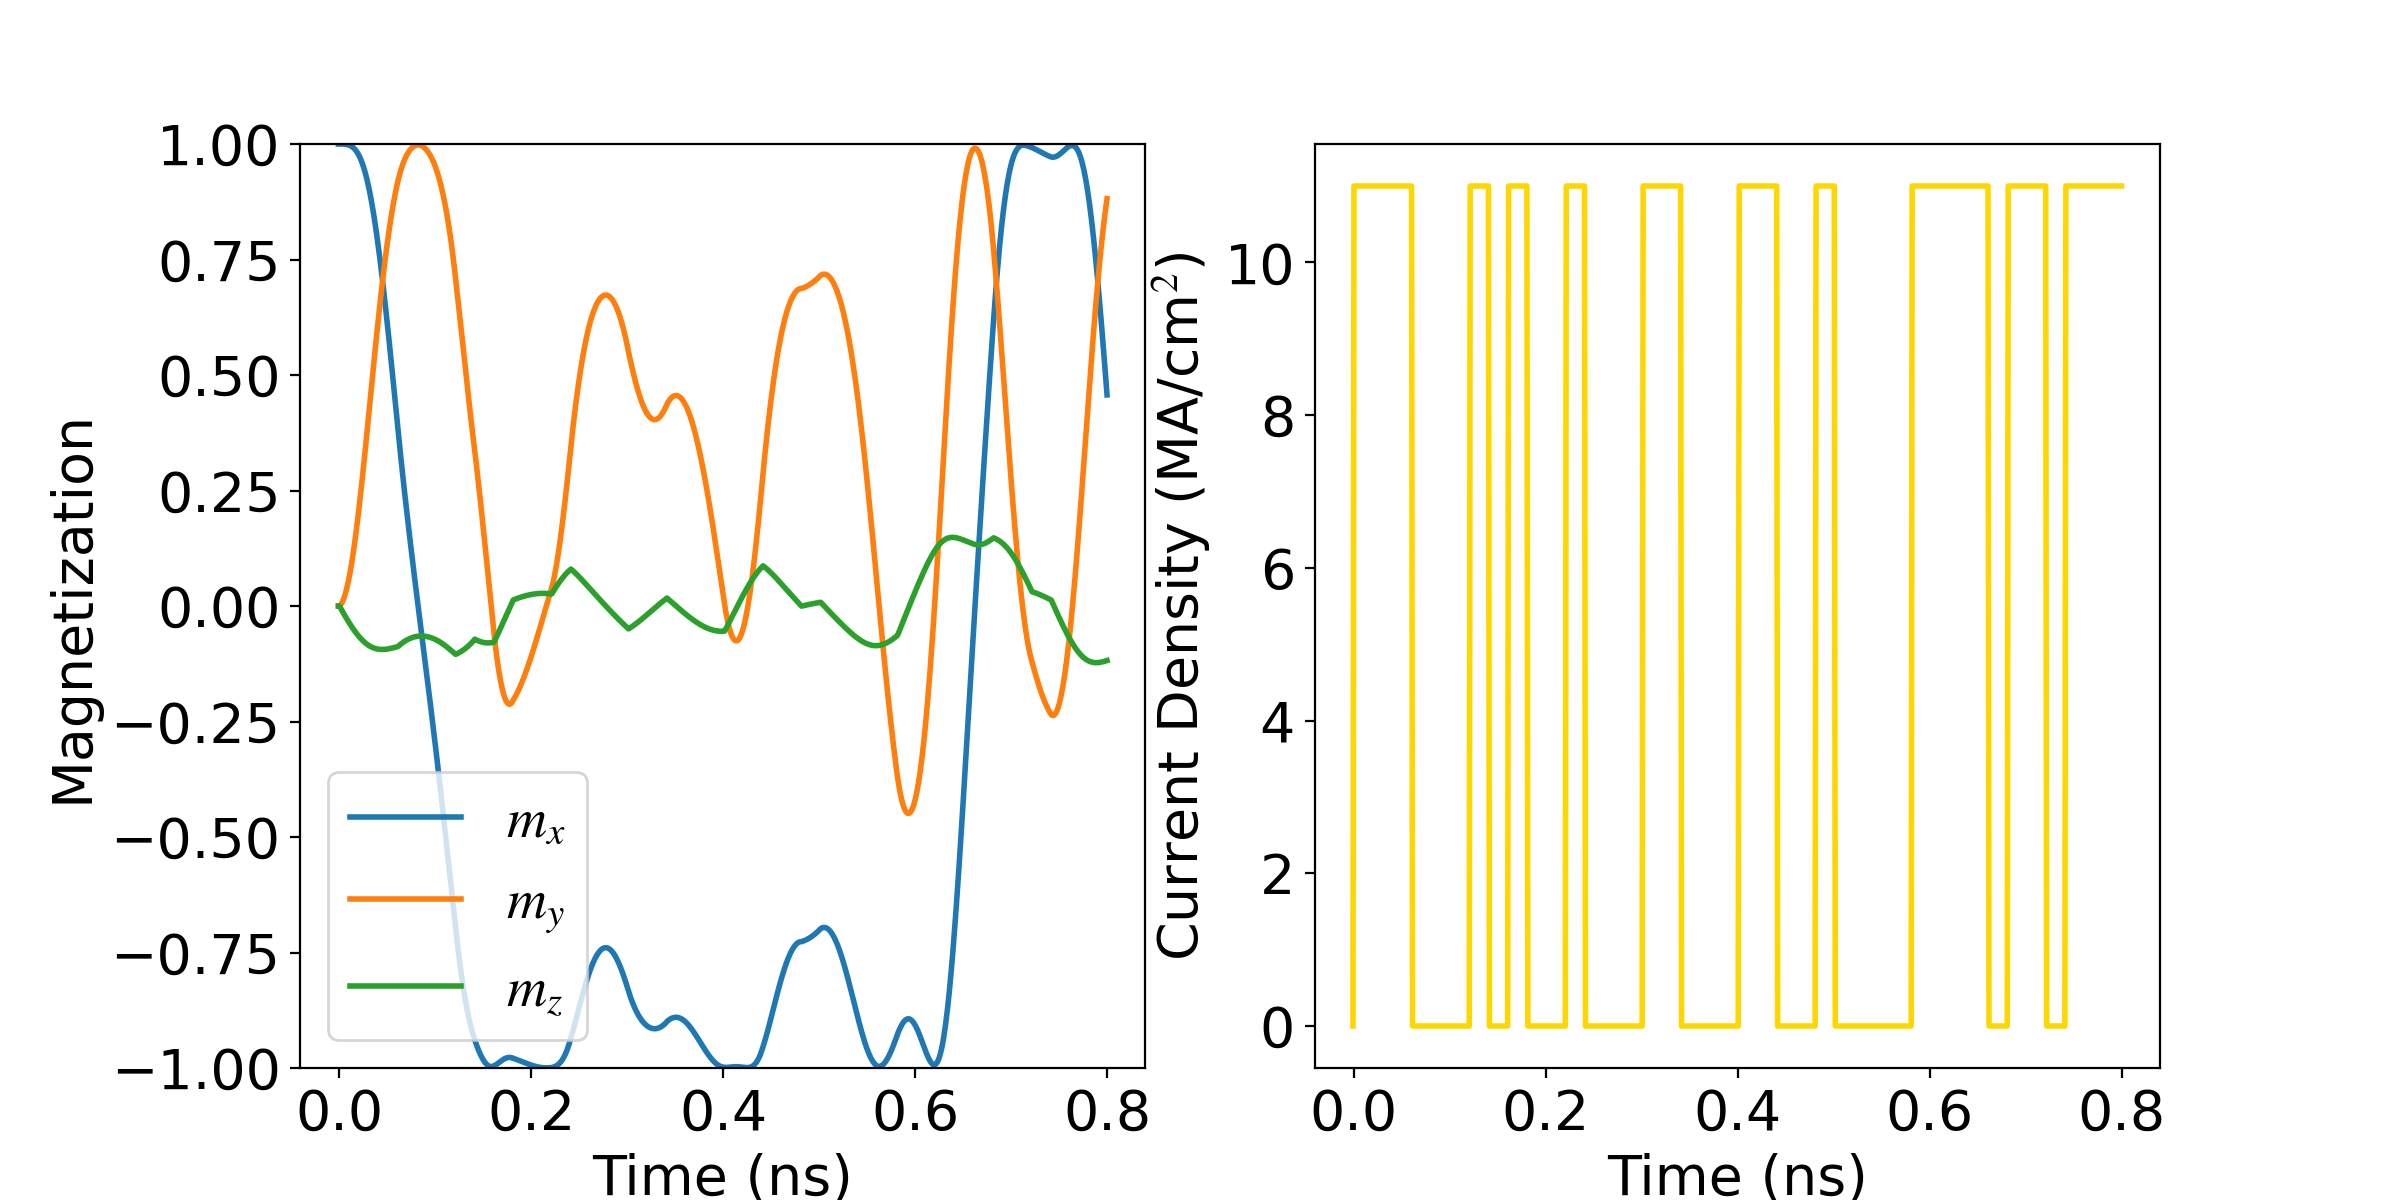 Magnetization
1.00
0.75
0.50
0.25
0.00
−0.25
−0.50
−0.75
−1.00
m_x
m_y
m_z
0.0 0.2 0.4 0.6 0.8
Time (ns)
Current Density (MA/cm²)
10
8
6
4
2
0
0.0 0.2 0.4 0.6 0.8
Time (ns)